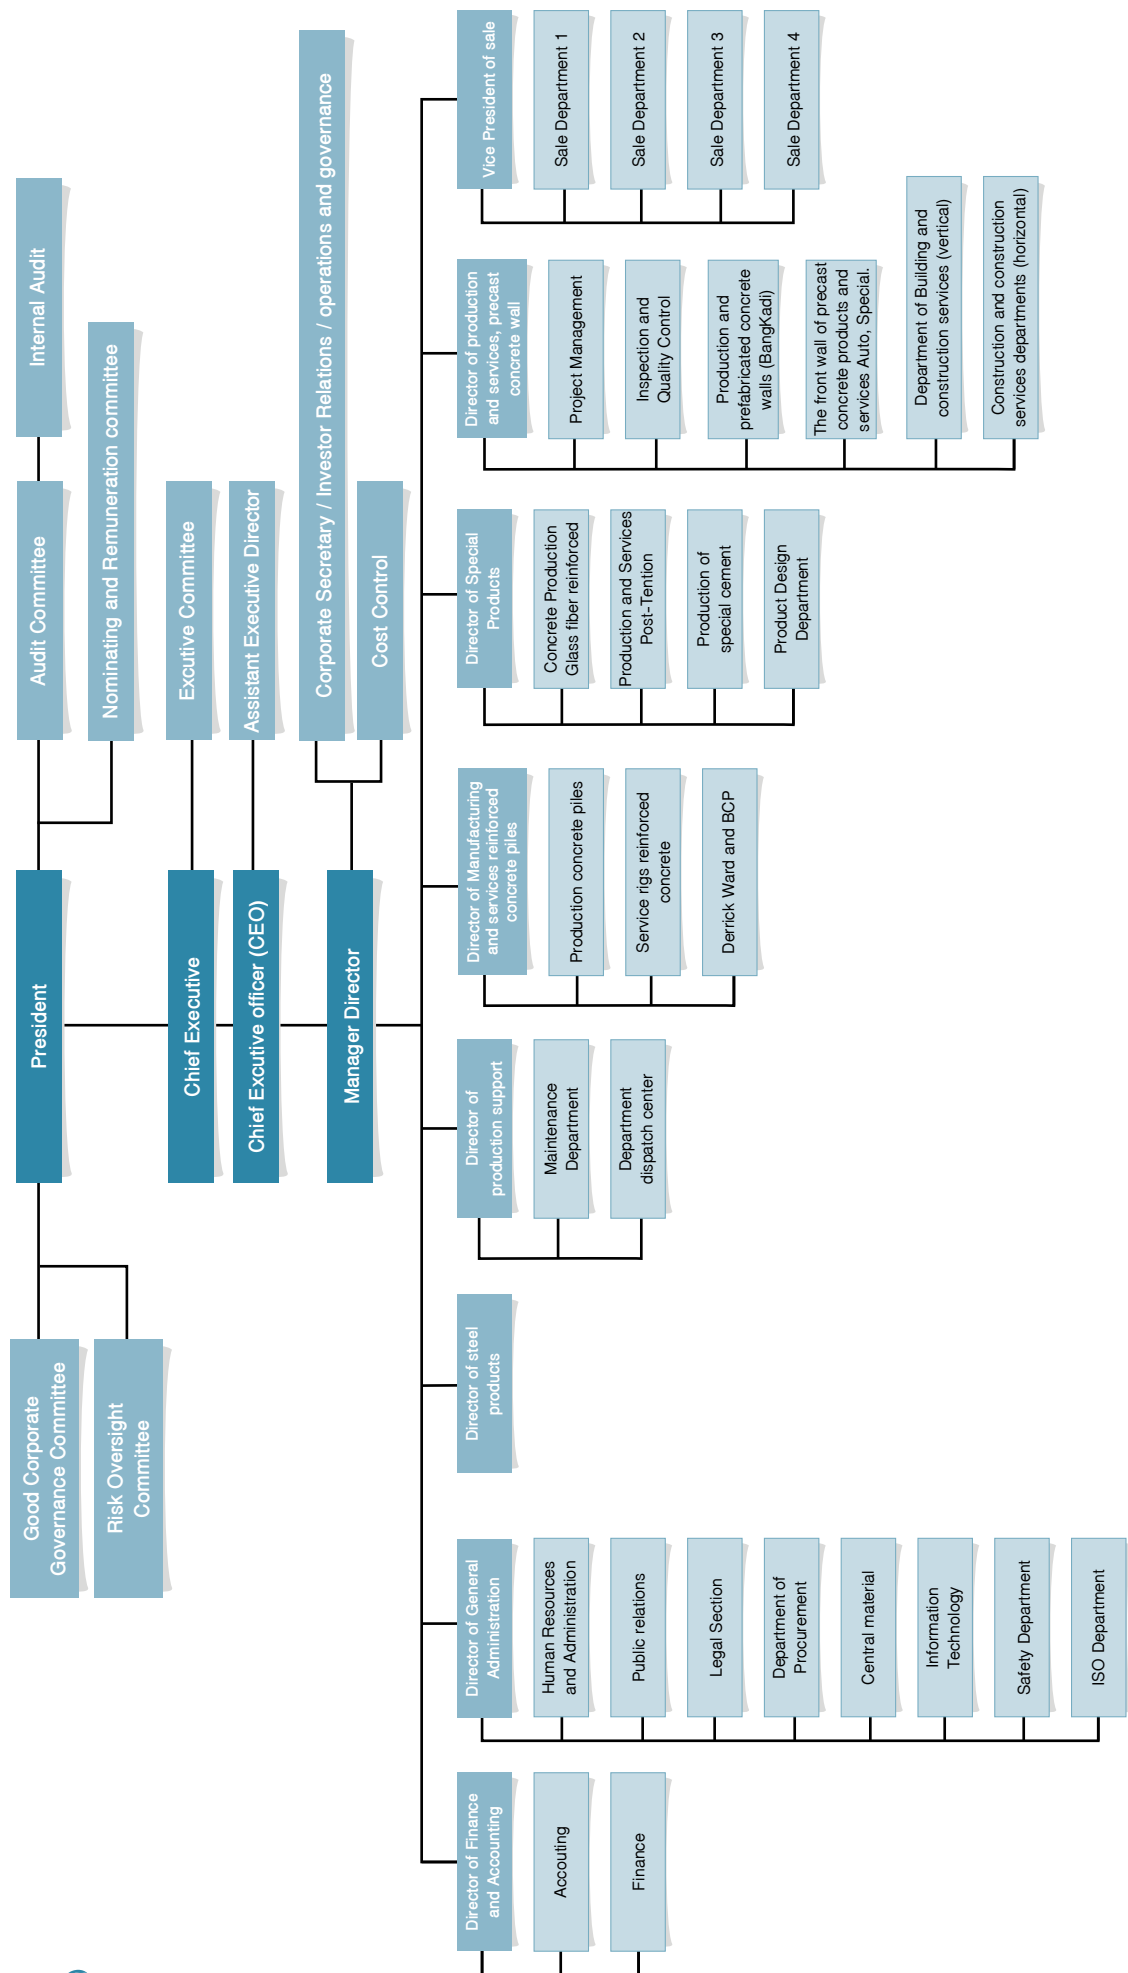 President
Good Corporate
Governance Committee
Risk Oversight
Committee
Audit Committee
Internal Audit
Nominating and Remuneration committee
Chief Executive
Excutive Committee
Chief Executive officer (CEO)
Assistant Executive Director
Manager Director
Corporate Secretary / Investor Relations / operations and governance
Cost Control
Director of Finance
and Accounting
Accouting
Finance
Director of General
Administration
Human Resources
and Administration
Public relations
Legal Section
Department of
Procurement
Central material
Information
Technology
Safety Department
ISO Department
Director of steel
products
Director of
production support
Maintenance
Department
Department
dispatch center
Director of Manufacturing
and services reinforced
concrete piles
Production concrete piles
Service rigs reinforced
concrete
Derrick Ward and BCP
Director of Special
Products
Concrete Production
Glass fiber reinforced
Production and Services
Post-Tention
Production of
special cement
Product Design
Department
Director of production
and services, precast
concrete wall
Project Management
Inspection and
Quality Control
Production and
prefabricated concrete
walls (BangKadi)
The front wall of precast
concrete products and
services Auto, Special.
Department of Building and
construction services (vertical)
Construction and construction
services departments (horizontal)
Vice President of sale
Sale Department 1
Sale Department 2
Sale Department 3
Sale Department 4